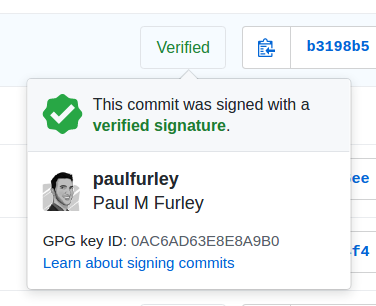 Verified
b3198b5
This commit was signed with a
verified signature.
paulfurley
ee
Paul M Furley
GPG key ID: 0AC6AD63E8E8A9B0
f4
Learn about signing commits